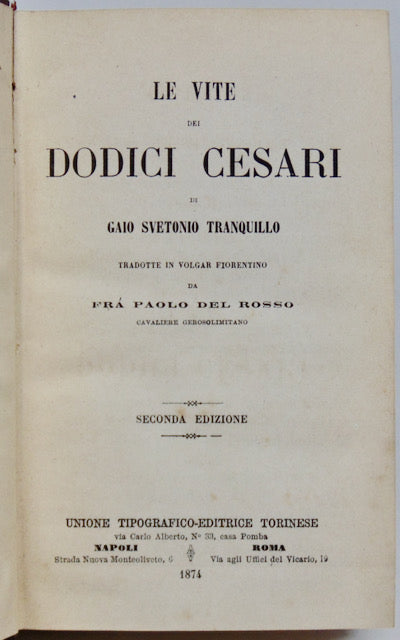 LE VITE
DEI
DODICI CESARI
DI
GAIO SVETONIO TRANQUILLO
TRADOTTE IN VOLGAR FIORENTINO
DA
FRÁ PAOLO DEL ROSSO
CAVALIERE GEROSOLIMITANO
SECONDA EDIZIONE
UNIONE TIPOGRAFICO-EDITRICE TORINESE
via Carlo Alberto, Nº 33, casa Pomba
NAPOLI ROMA
Strada Nuova Monteoliveto, 6 Via agli Uffici del Vicario, 19
1874